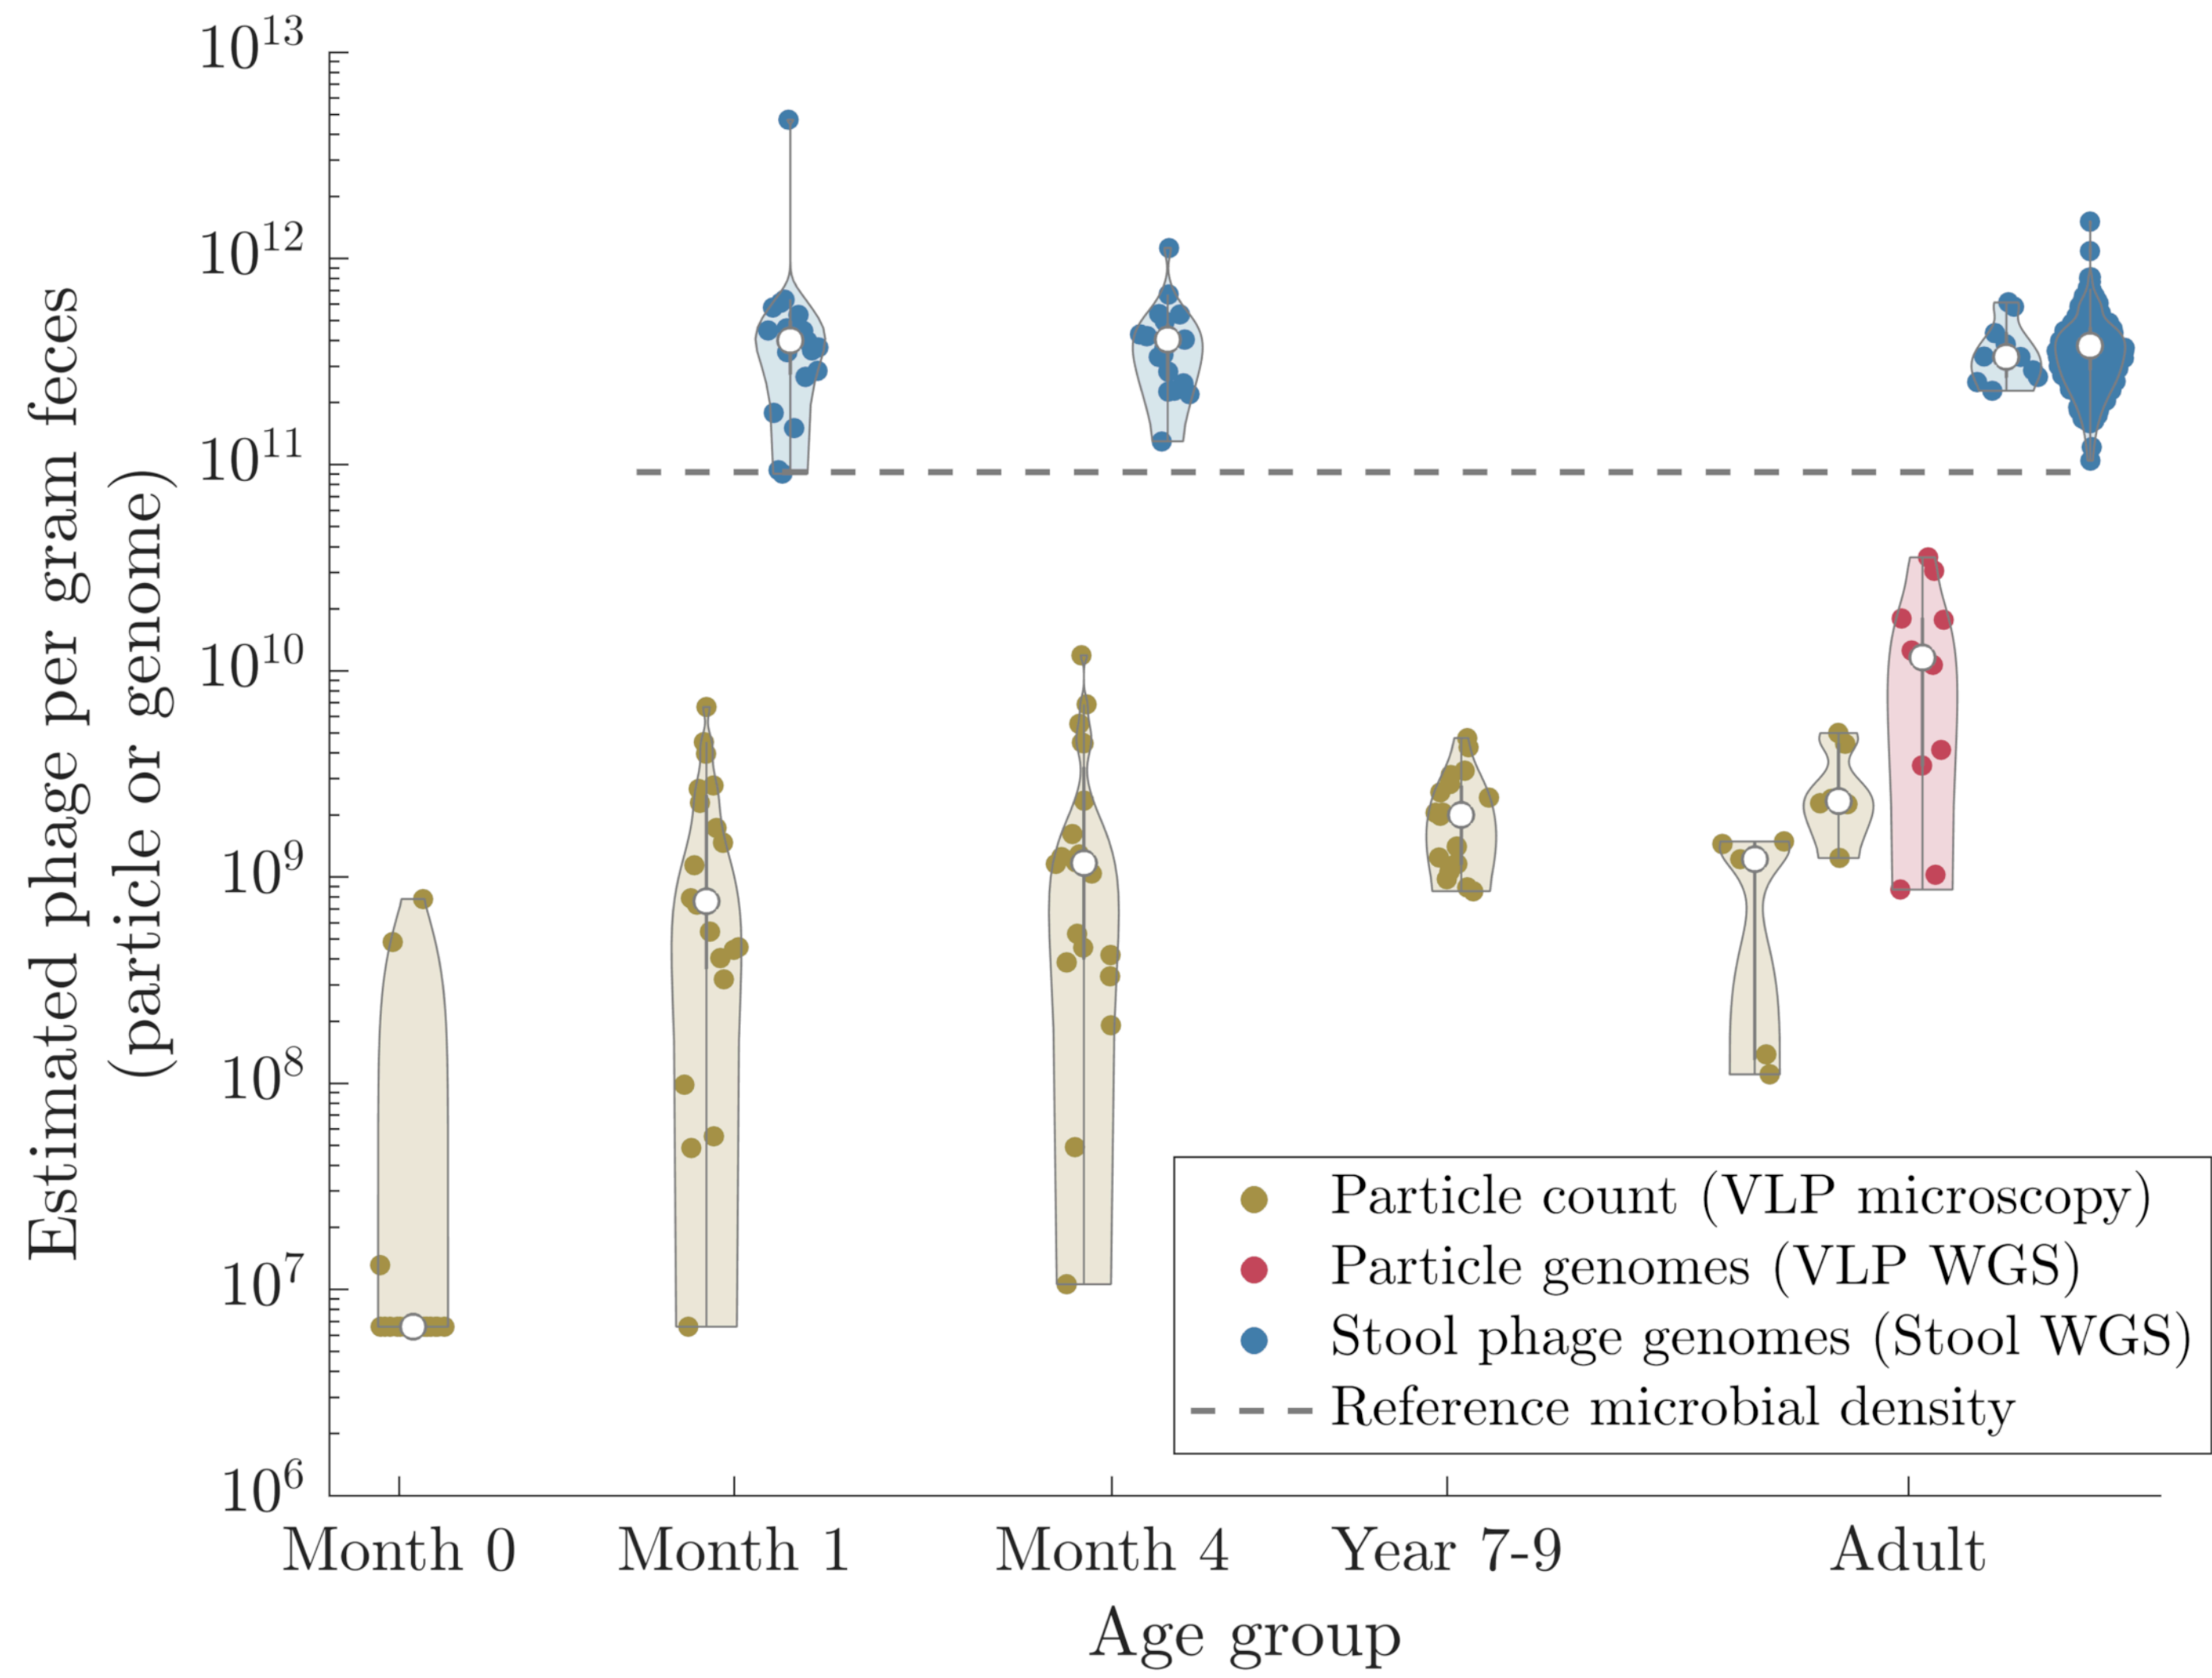 Estimated phage per gram feces
(particle or genome)
10^13
10^12
10^11
10^10
10^9
10^8
10^7
10^6
Particle count (VLP microscopy)
Particle genomes (VLP WGS)
Stool phage genomes (Stool WGS)
Reference microbial density
Month 0 Month 1 Month 4 Year 7-9 Adult
Age group